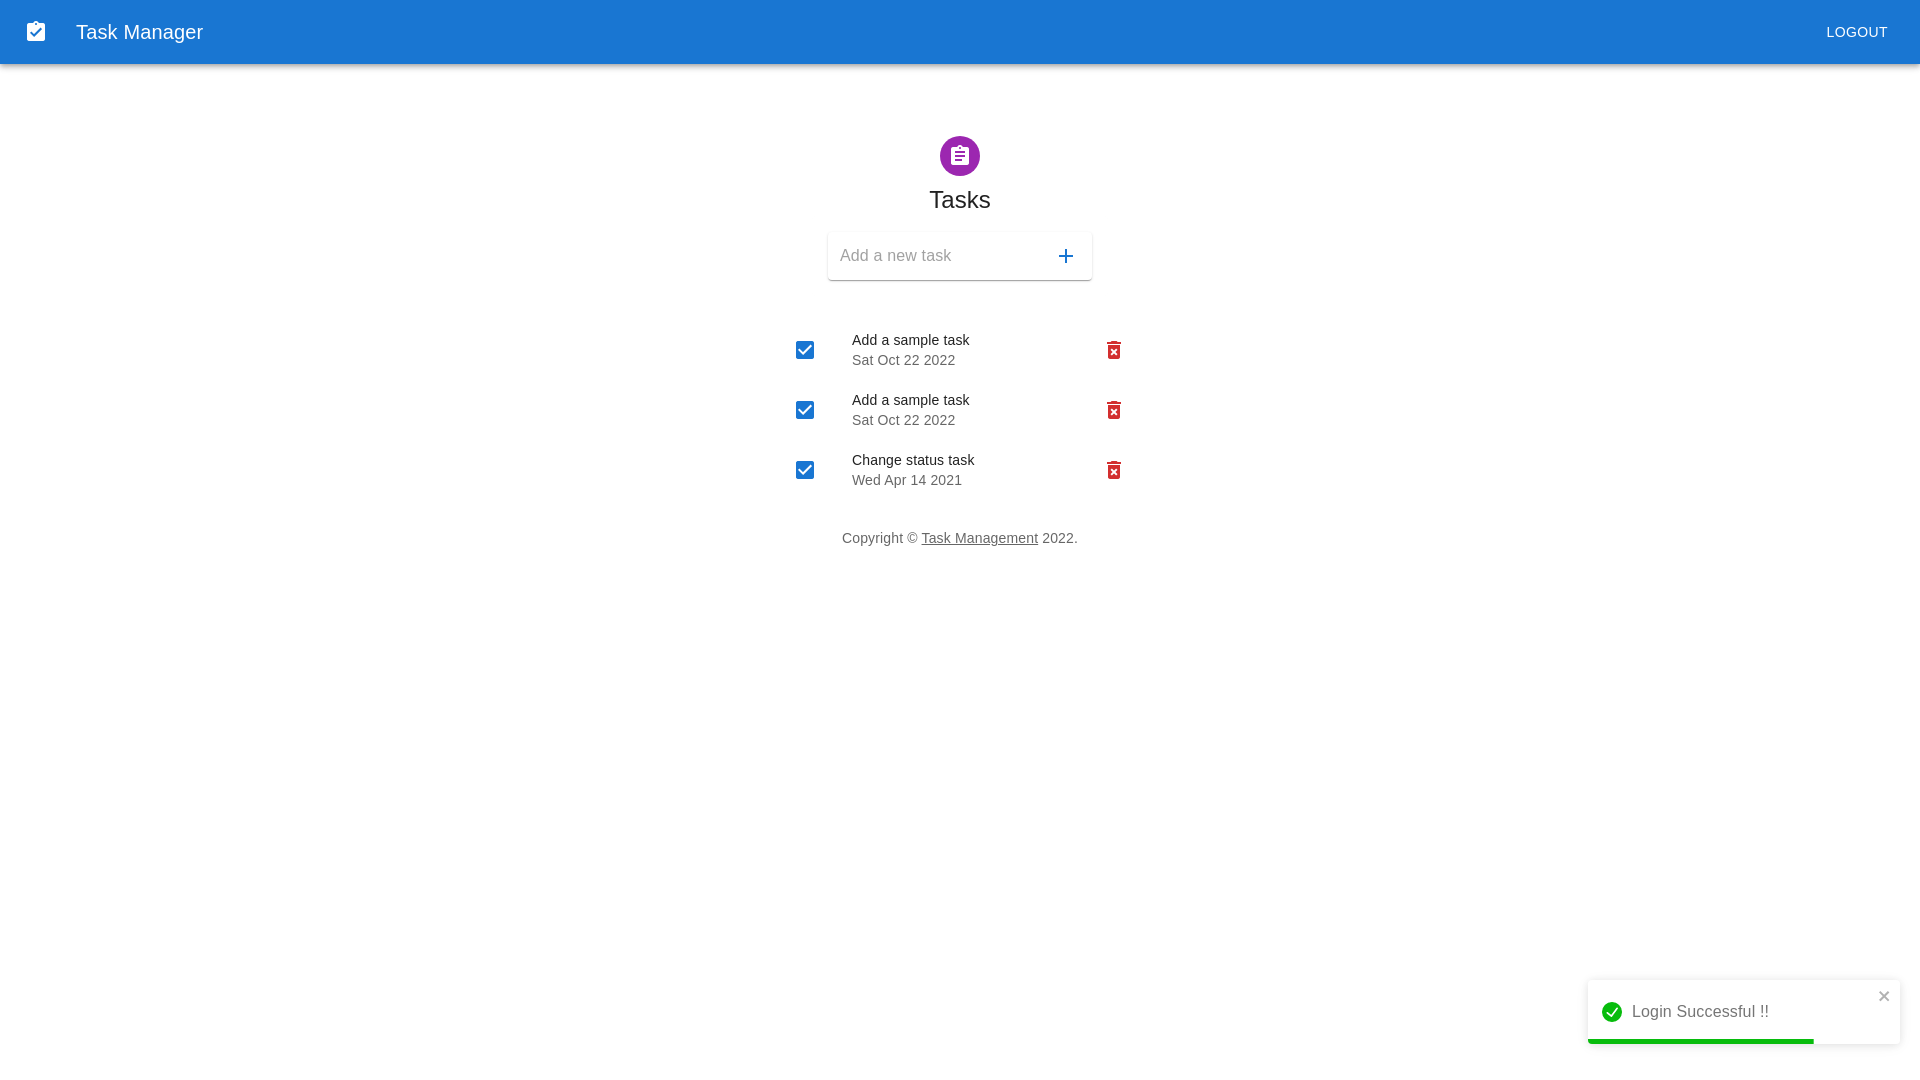 Task Manager
LOGOUT
Tasks
Add a new task
Add a sample task
Sat Oct 22 2022
Add a sample task
Sat Oct 22 2022
Change status task
Wed Apr 14 2021
Copyright © Task Management 2022.
Login Successful !!